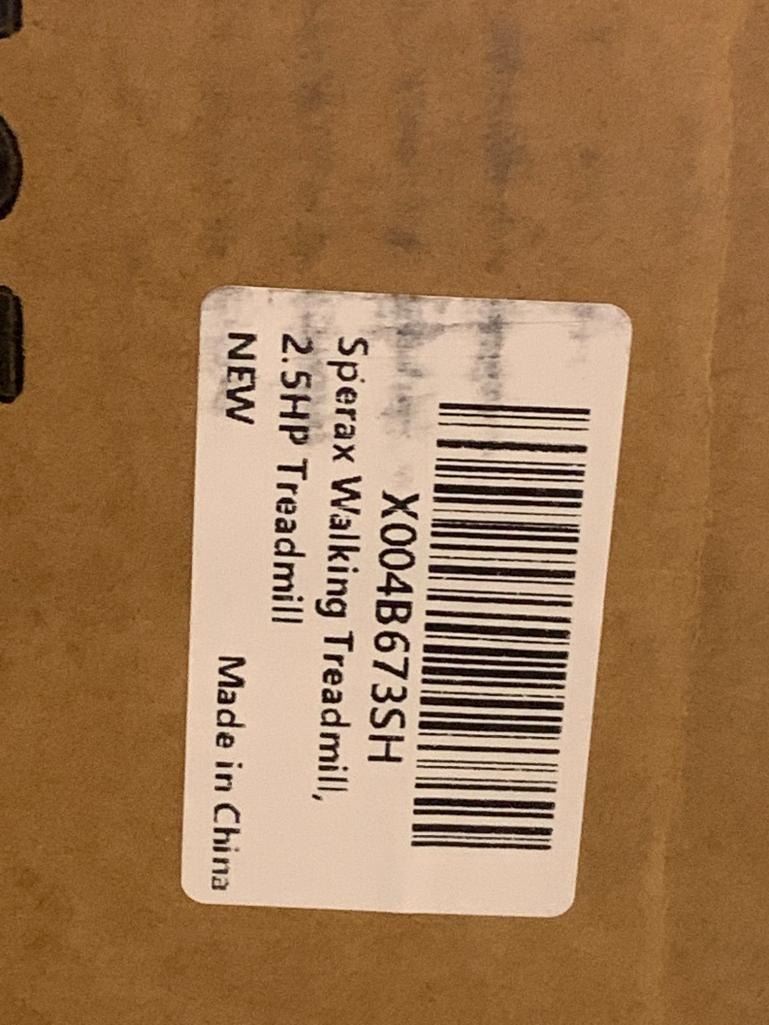 X004B673SH
Sperax Walking Treadmill,
2.5HP Treadmill
NEW
Made in China